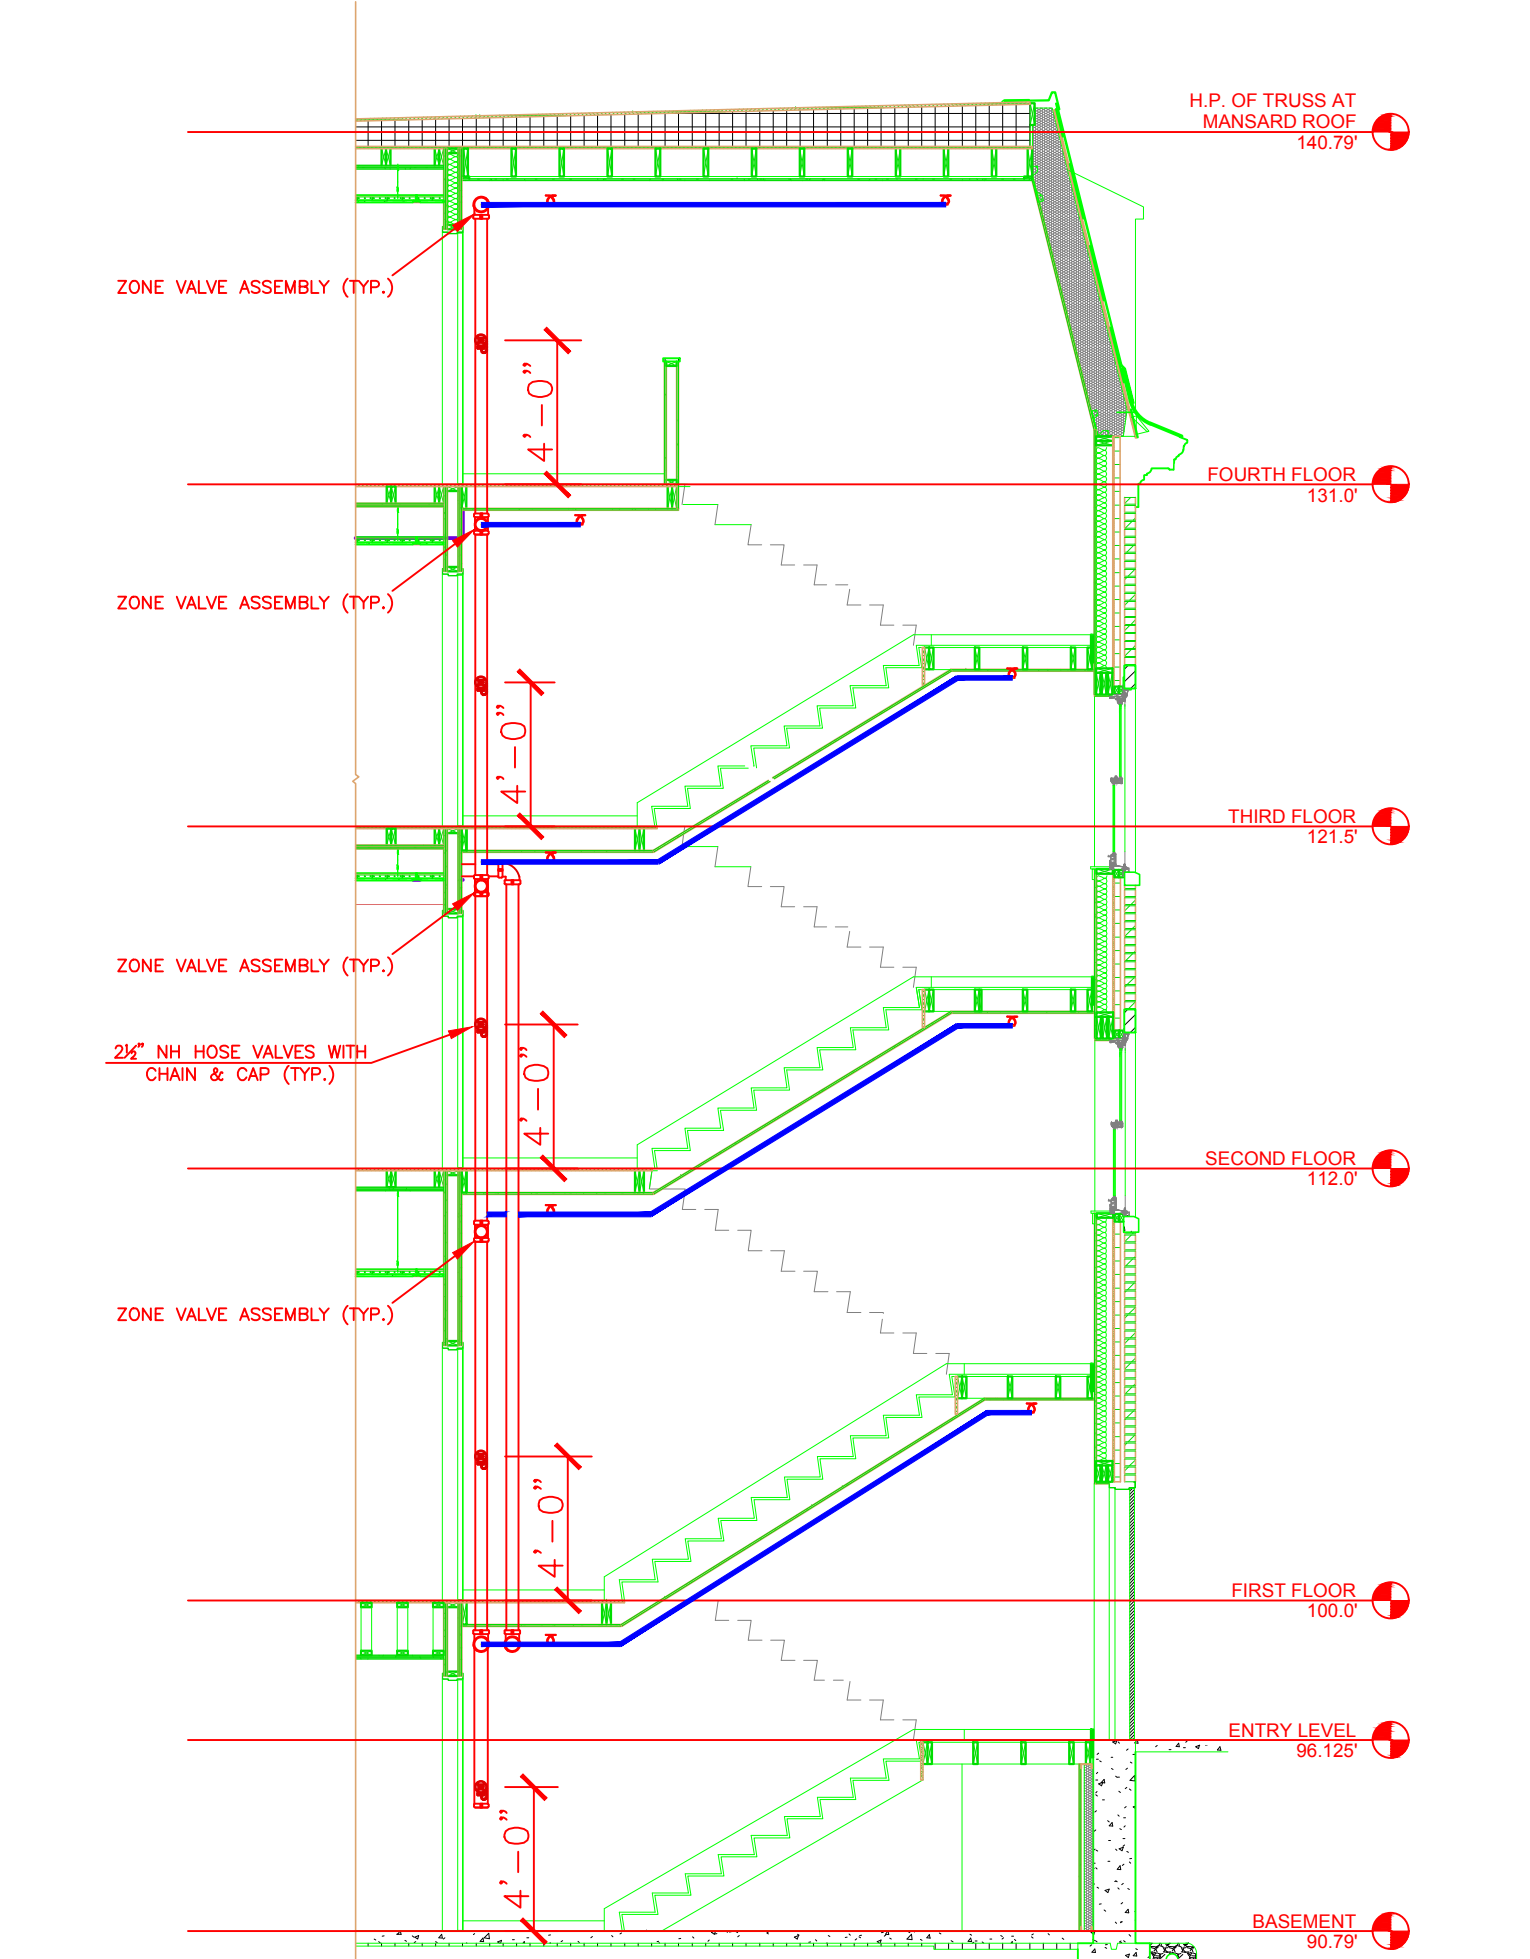 H.P. OF TRUSS AT
MANSARD ROOF
140.79'
ZONE VALVE ASSEMBLY (TYP.)
4'-0"
FOURTH FLOOR
131.0'
ZONE VALVE ASSEMBLY (TYP.)
4'-0"
THIRD FLOOR
121.5'
ZONE VALVE ASSEMBLY (TYP.)
2½" NH HOSE VALVES WITH
CHAIN & CAP (TYP.)
4'-0"
SECOND FLOOR
112.0'
ZONE VALVE ASSEMBLY (TYP.)
4'-0"
FIRST FLOOR
100.0'
ENTRY LEVEL
96.125'
4'-0"
BASEMENT
90.79'